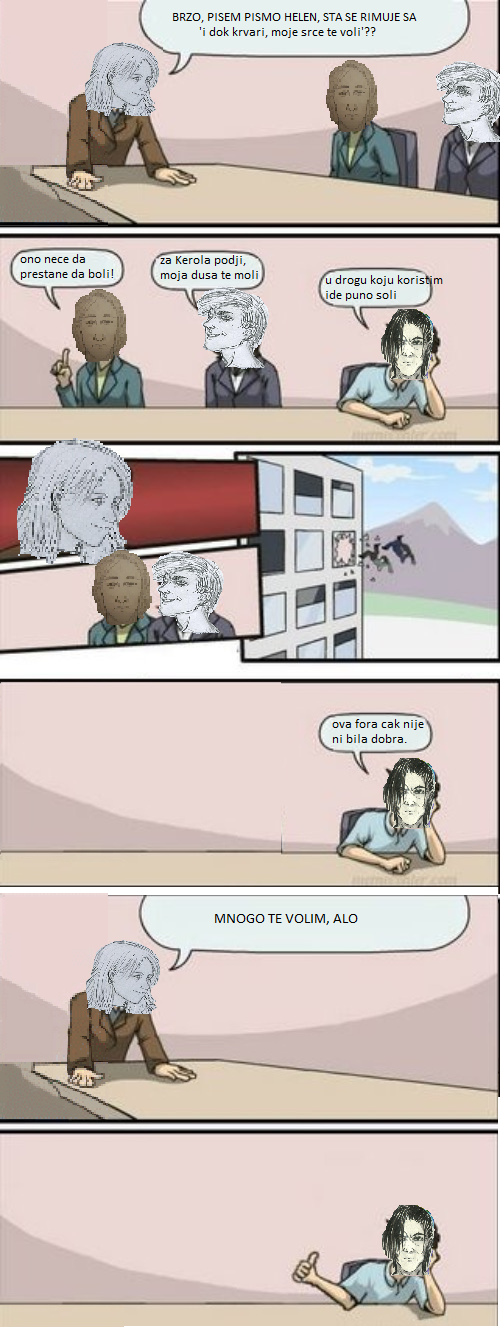 BRZO, PISEM PISMO HELEN, STA SE RIMUJE SA
'i dok krvari, moje srce te voli'??
ono nece da
prestane da boli!
za Kerola podji,
moja dusa te moli
u drogu koju koristim
ide puno soli
ova fora cak nije
ni bila dobra.
MNOGO TE VOLIM, ALO